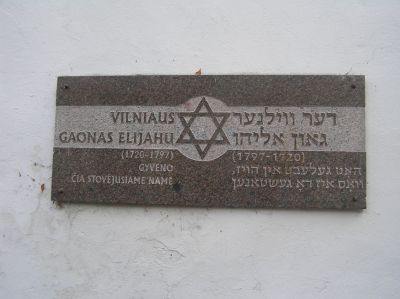 VILNIAUS
GAONAS ELIJAHU
(1720-1797)
GYVENO
ČIA STOVĖJUSIAME NAME
דער ווילנער
גאון אליהו
(1797-1720)
האט געלעבט אין הויז,
וואס איז דא געשטאנען